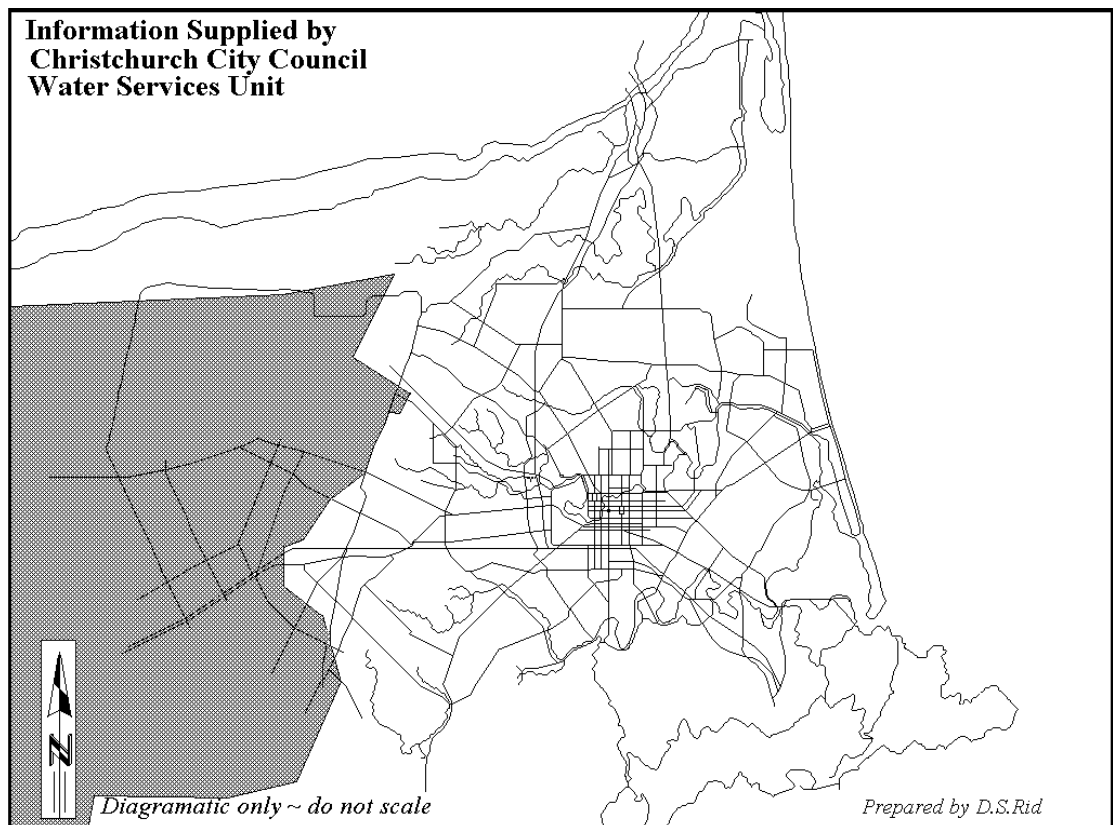 Information Supplied by
Christchurch City Council
Water Services Unit
N
Diagramatic only ~ do not scale
Prepared by D.S.Rid